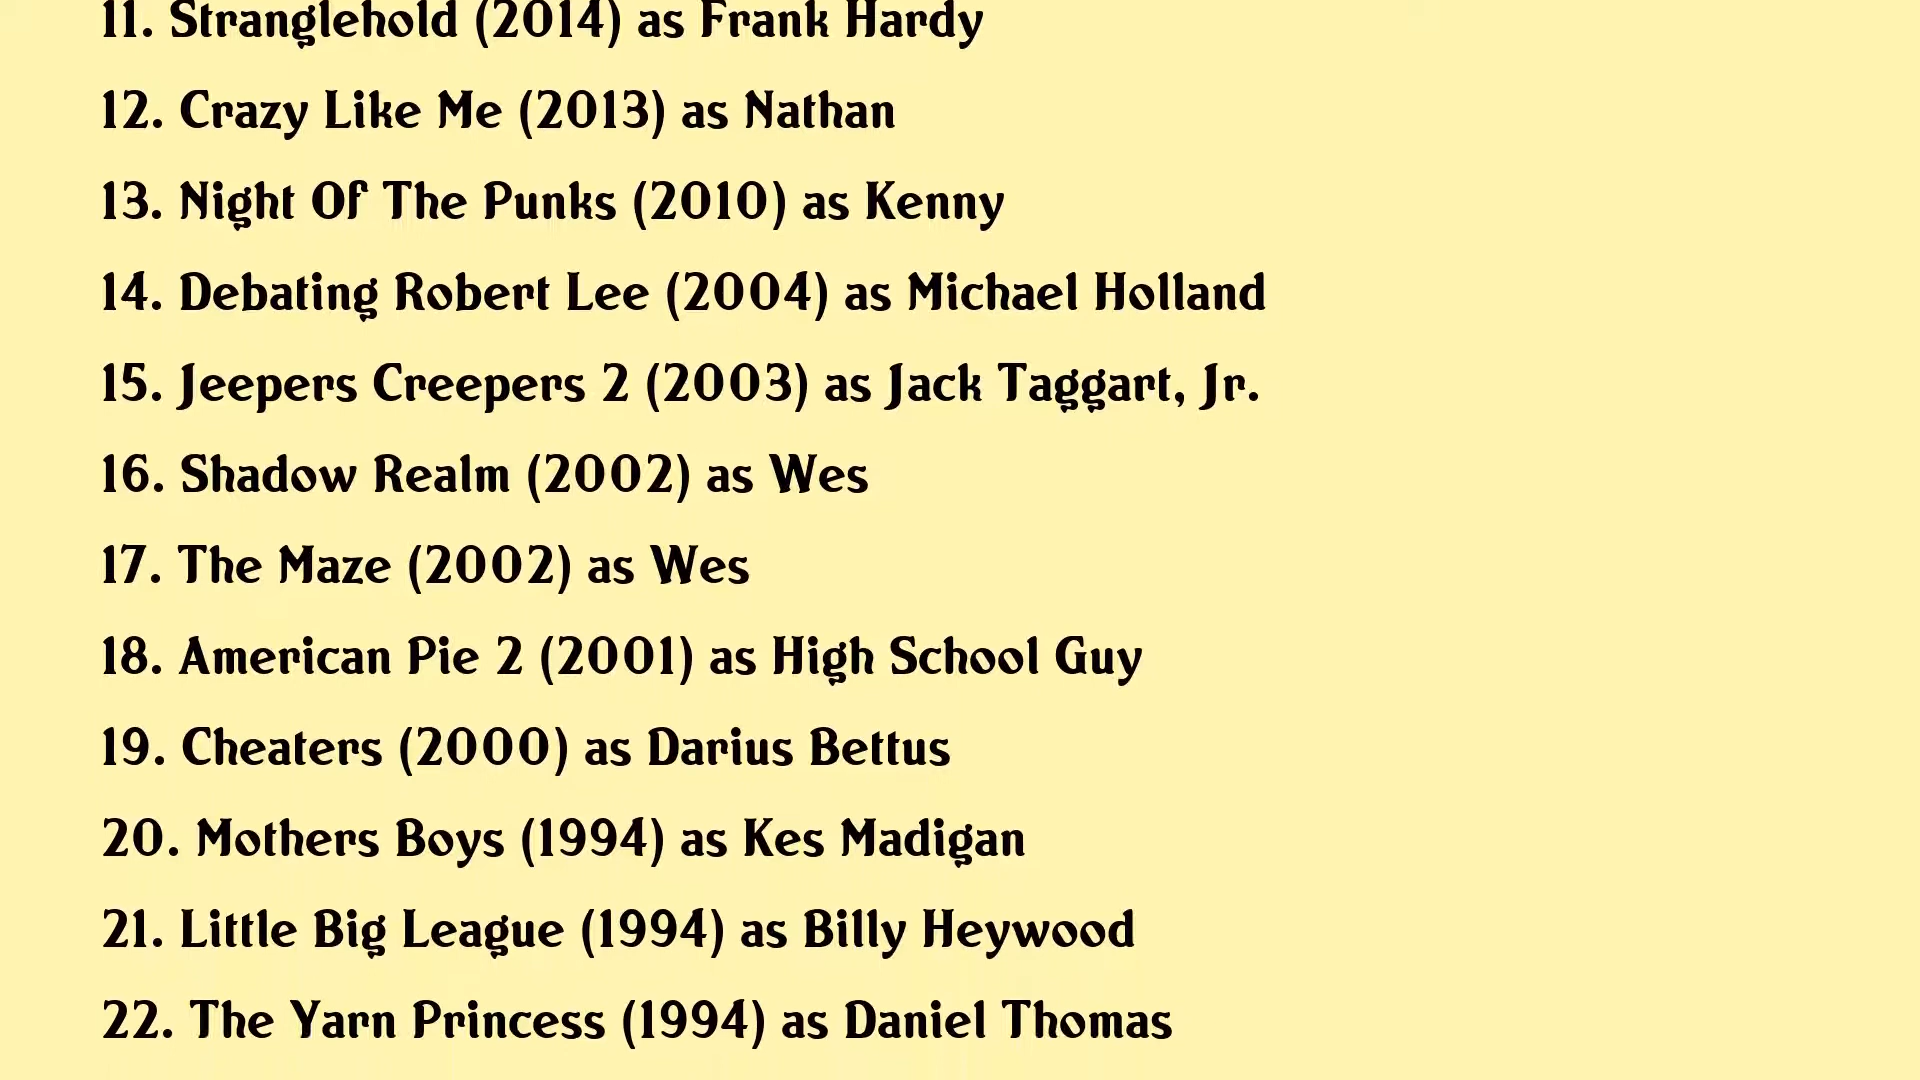 11. Stranglehold (2014) as Frank Hardy
12. Crazy Like Me (2013) as Nathan
13. Night Of The Punks (2010) as Kenny
14. Debating Robert Lee (2004) as Michael Holland
15. Jeepers Creepers 2 (2003) as Jack Taggart, Jr.
16. Shadow Realm (2002) as Wes
17. The Maze (2002) as Wes
18. American Pie 2 (2001) as High School Guy
19. Cheaters (2000) as Darius Bettus
20. Mothers Boys (1994) as Kes Madigan
21. Little Big League (1994) as Billy Heywood
22. The Yarn Princess (1994) as Daniel Thomas